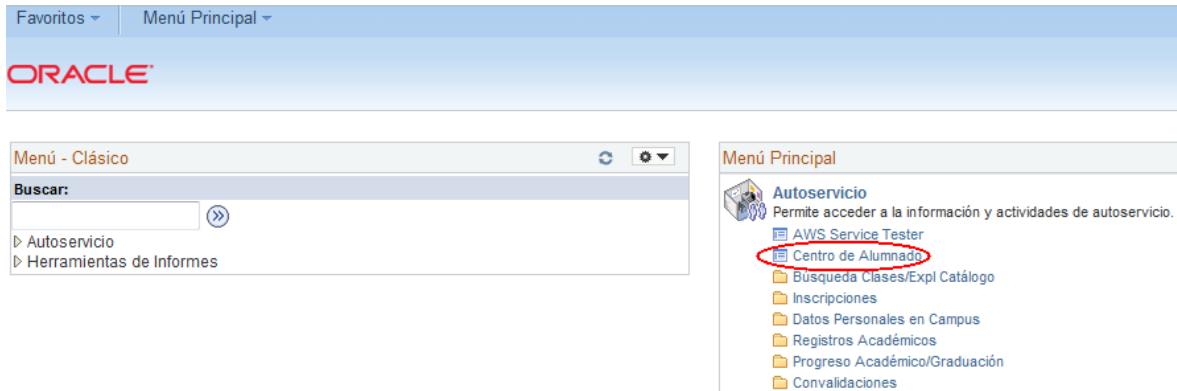 Favoritos Menú Principal
ORACLE
Menú - Clásico
Buscar:
Autoservicio
Herramientas de Informes
Menú Principal
Autoservicio
Permite acceder a la información y actividades de autoservicio.
AWS Service Tester
Centro de Alumnado
Búsqueda Clases/Expl Catálogo
Inscripciones
Datos Personales en Campus
Registros Académicos
Progreso Académico/Graduación
Convalidaciones